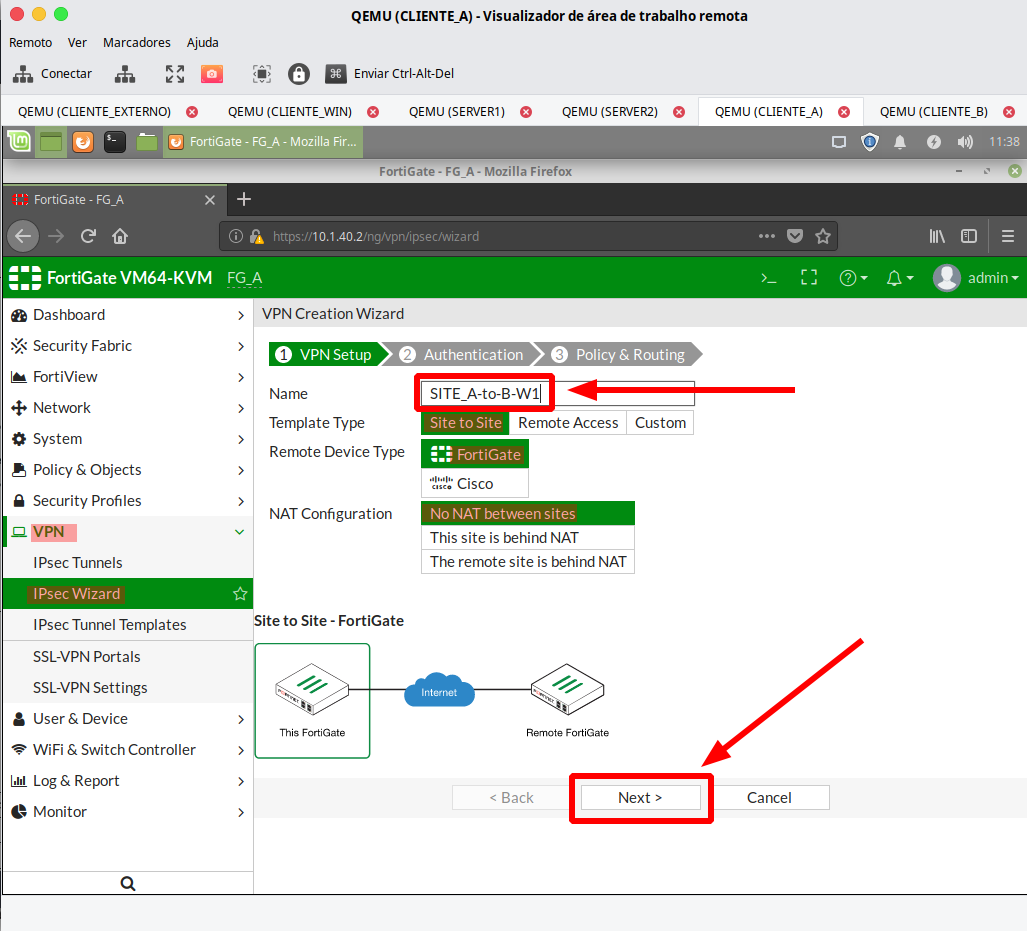 QEMU (CLIENTE_A) - Visualizador de área de trabalho remota
Remoto Ver Marcadores Ajuda
Conectar Enviar Ctrl-Alt-Del
QEMU (CLIENTE_EXTERNO) QEMU (CLIENTE_WIN) QEMU (SERVER1) QEMU (SERVER2) QEMU (CLIENTE_A) QEMU (CLIENTE_B)
FortiGate - FG_A - Mozilla Fir... 11:38
FortiGate - FG_A - Mozilla Firefox
FortiGate - FG_A
https://10.1.40.2/ng/vpn/ipsec/wizard
FortiGate VM64-KVM FG_A >_ admin
Dashboard
Security Fabric
FortiView
Network
System
Policy & Objects
Security Profiles
VPN
IPsec Tunnels
IPsec Wizard
IPsec Tunnel Templates
SSL-VPN Portals
SSL-VPN Settings
User & Device
WiFi & Switch Controller
Log & Report
Monitor
VPN Creation Wizard
1 VPN Setup 2 Authentication 3 Policy & Routing
Name SITE_A-to-B-W1
Template Type Site to Site Remote Access Custom
Remote Device Type FortiGate
CISCO Cisco
NAT Configuration No NAT between sites
This site is behind NAT
The remote site is behind NAT
Site to Site - FortiGate
Internet
This FortiGate Remote FortiGate
< Back Next > Cancel